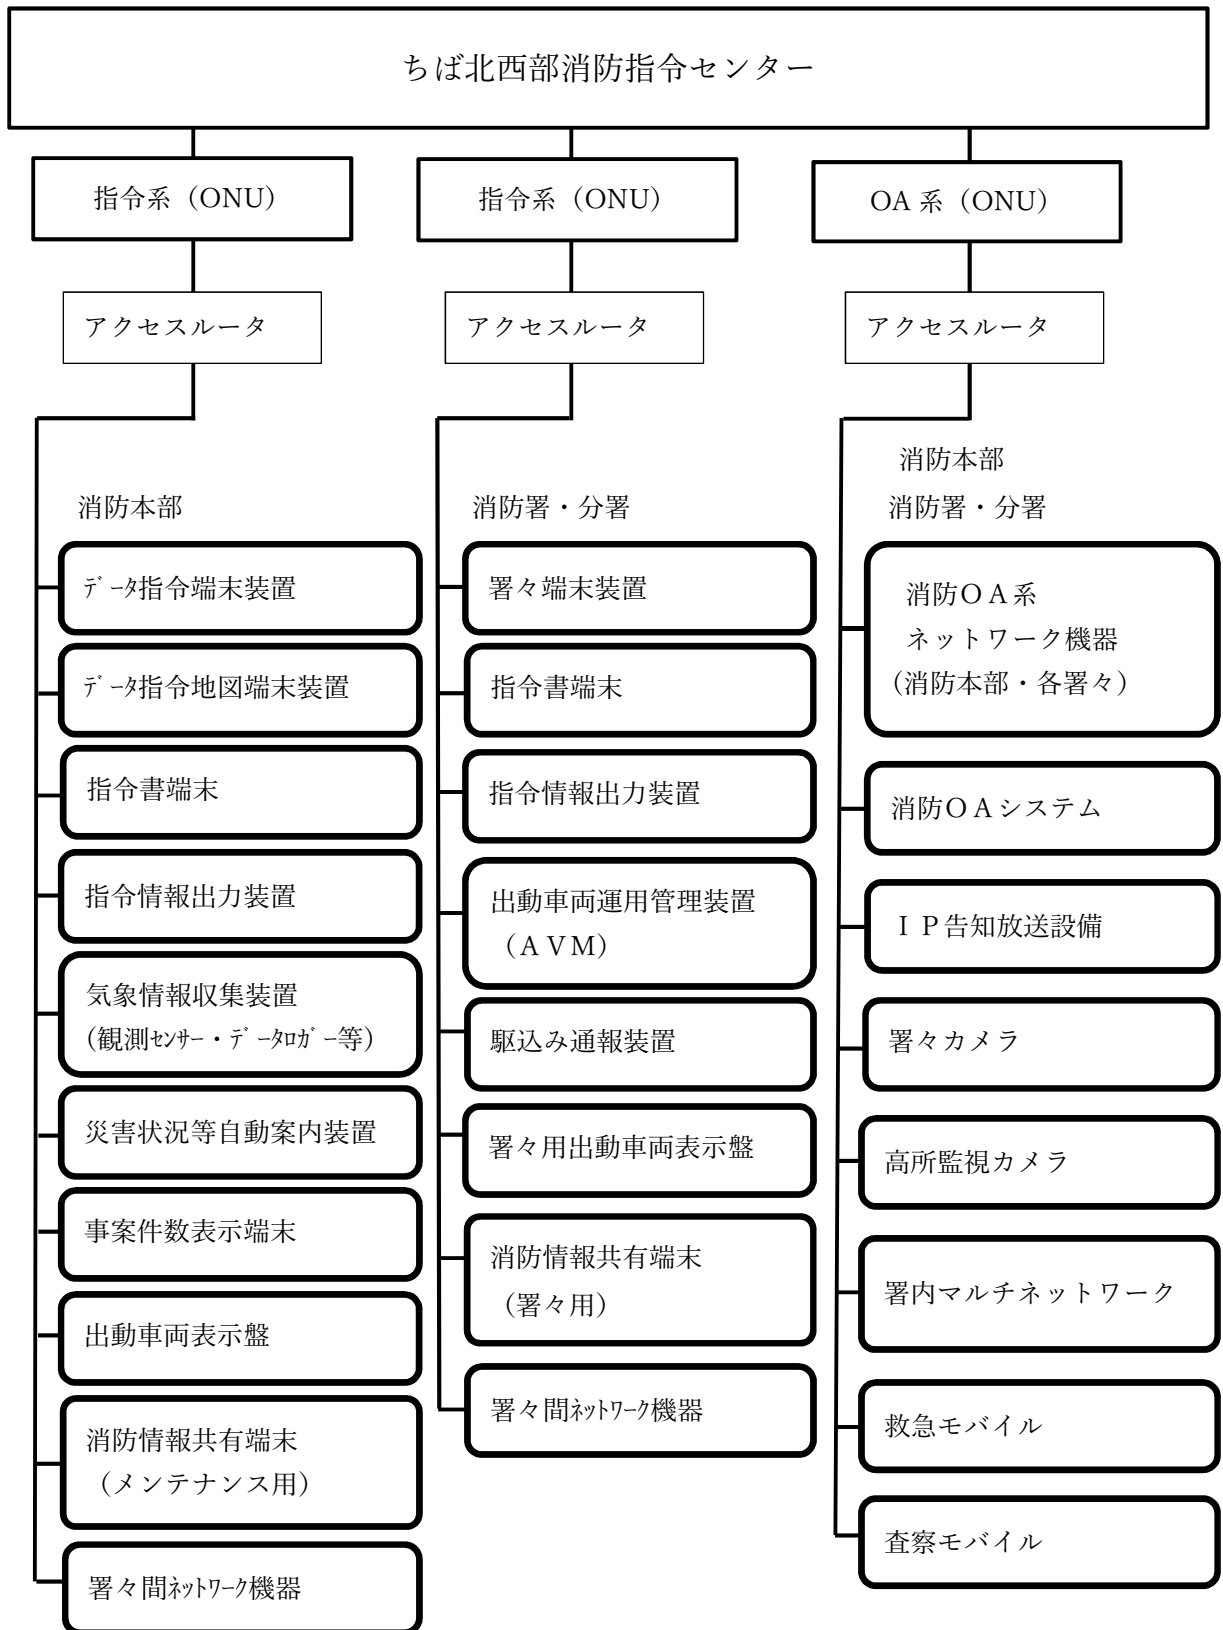 ちば北西部消防指令センター
指令系（ONU）
アクセスルータ
消防本部
ﾃﾞｰﾀ指令端末装置
ﾃﾞｰﾀ指令地図端末装置
指令書端末
指令情報出力装置
気象情報収集装置
(観測ｾﾝｻｰ・ﾃﾞｰﾀﾛｶﾞｰ等)
災害状況等自動案内装置
事案件数表示端末
出動車両表示盤
消防情報共有端末
（メンテナンス用）
署々間ﾈｯﾄﾜｰｸ機器
指令系（ONU）
アクセスルータ
消防署・分署
署々端末装置
指令書端末
指令情報出力装置
出動車両運用管理装置
（ＡＶＭ）
駆込み通報装置
署々用出動車両表示盤
消防情報共有端末
（署々用）
署々間ﾈｯﾄﾜｰｸ機器
OA 系（ONU）
アクセスルータ
消防本部
消防署・分署
消防ＯＡ系
ネットワーク機器
(消防本部・各署々)
消防ＯＡシステム
ＩＰ告知放送設備
署々カメラ
高所監視カメラ
署内マルチネットワーク
救急モバイル
査察モバイル